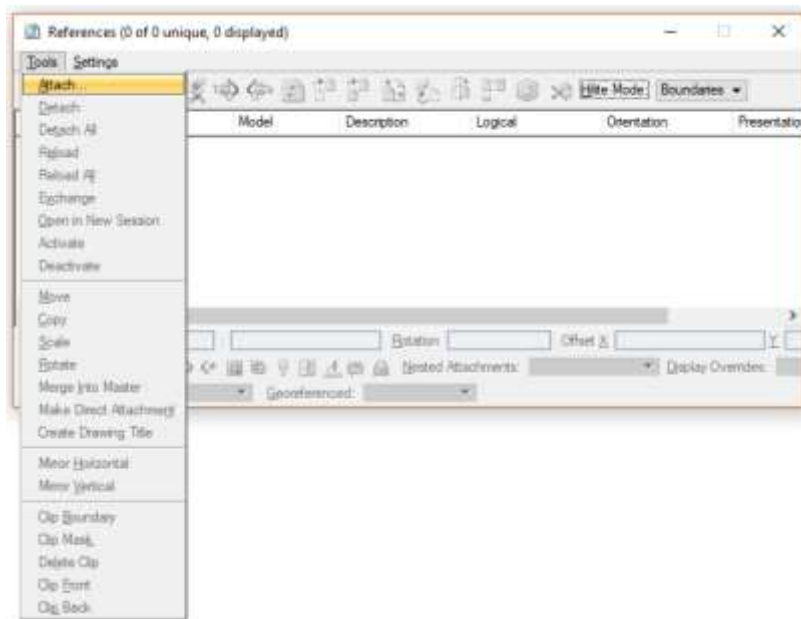 References (0 of 0 unique, 0 displayed)
Tools Settings
Attach...
Hilite Mode Boundaries
Detach
Model Description Logical Orientation Presentatio
Detach All
Reload
Reload All
Exchange
Open in New Session
Activate
Deactivate
Move
Copy
Scale
Rotation Offset X Y
Rotate
Nested Attachments: Display Overrides:
Merge Into Master
Georeferenced:
Make Direct Attachment
Create Drawing Title
Mirror Horizontal
Mirror Vertical
Clip Boundary
Clip Mask
Delete Clip
Clip Front
Clip Back